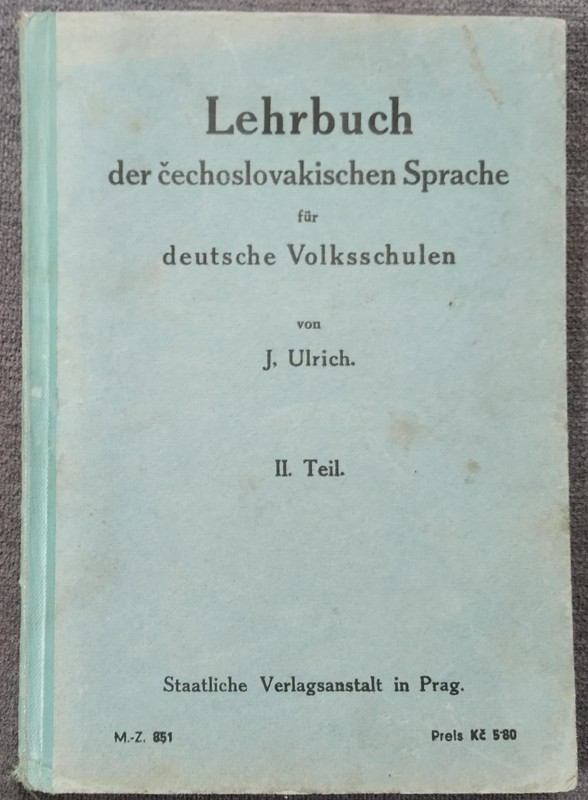 Lehrbuch
der čechoslovakischen Sprache
für
deutsche Volksschulen
von
J. Ulrich.
II. Teil.
Staatliche Verlagsanstalt in Prag.
M.-Z. 851
Preis Kč 5·80